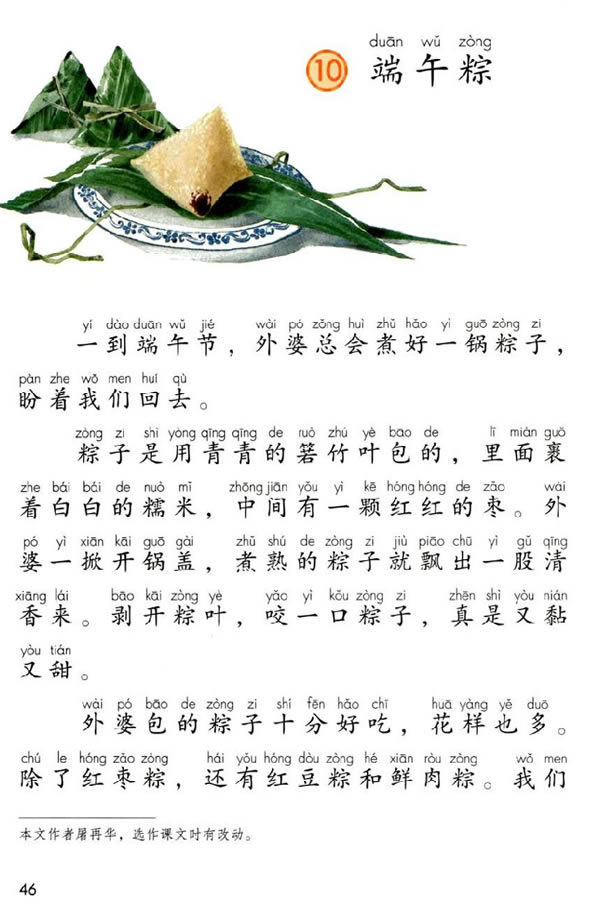 duān wǔ zòng
10 端午粽
yí dào duān wǔ jié wài pó zǒng huì zhǔ hǎo yì guō zòng zi
一到端午节，外婆总会煮好一锅粽子，
pàn zhe wǒ men huí qù
盼着我们回去。
zòng zi shì yòng qīng qīng de ruò zhú yè bāo de lǐ miàn guǒ
粽子是用青青的箬竹叶包的，里面裹
zhe bái bái de nuò mǐ zhōng jiān yǒu yì kē hóng hóng de zǎo wài
着白白的糯米，中间有一颗红红的枣。外
pó yì xiān kāi guō gài zhǔ shú de zòng zi jiù piāo chū yì gǔ qīng
婆一掀开锅盖，煮熟的粽子就飘出一股清
xiāng lái bāo kāi zòng yè yǎo yì kǒu zòng zi zhēn shì yòu nián
香来。剥开粽叶，咬一口粽子，真是又黏
yòu tián
又甜。
wài pó bāo de zòng zi shí fēn hǎo chī huā yàng yě duō
外婆包的粽子十分好吃，花样也多。
chú le hóng zǎo zòng hái yǒu hóng dòu zòng hé xiān ròu zòng wǒ men
除了红枣粽，还有红豆粽和鲜肉粽。我们
本文作者屠再华，选作课文时有改动。
46